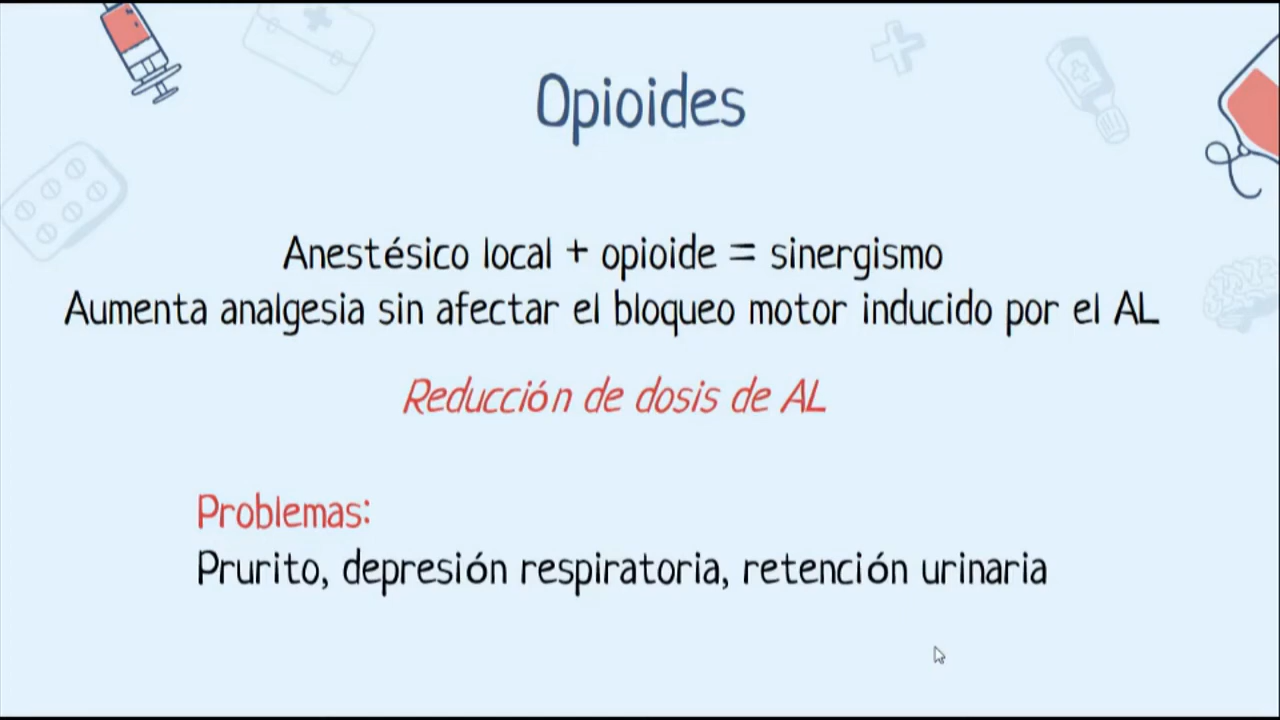 Opioides
Anestésico local + opioide = sinergismo
Aumenta analgesia sin afectar el bloqueo motor inducido por el AL
Reducción de dosis de AL
Problemas:
Prurito, depresión respiratoria, retención urinaria